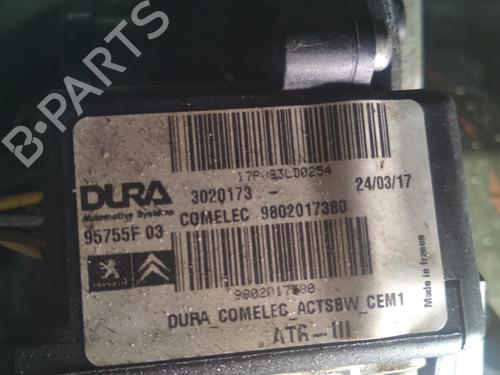 17P083LD0254
DURA 3020173 - 24/03/17
Automotive Systems
95755F 03 COMELEC 9802017380
PEUGEOT
9802017380
DURA_COMELEC_ACTSBW_CEM1
AT6-III
Made in france
B-PARTS